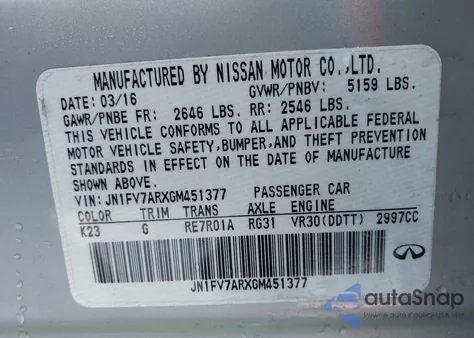 MANUFACTURED BY NISSAN MOTOR CO.,LTD.
DATE: 03/16 GVWR/PNBV: 5159 LBS.
GAWR/PNBE FR: 2646 LBS. RR: 2546 LBS.
THIS VEHICLE CONFORMS TO ALL APPLICABLE FEDERAL
MOTOR VEHICLE SAFETY, BUMPER, AND THEFT PREVENTION
STANDARDS IN EFFECT ON THE DATE OF MANUFACTURE
SHOWN ABOVE.
VIN: JN1FV7ARXGM451377 PASSENGER CAR
COLOR TRIM TRANS AXLE ENGINE
K23 G RE7R01A RG31 VR30(DDTT) 2997CC
JN1FV7ARXGM451377
INFINITI
autoSnap